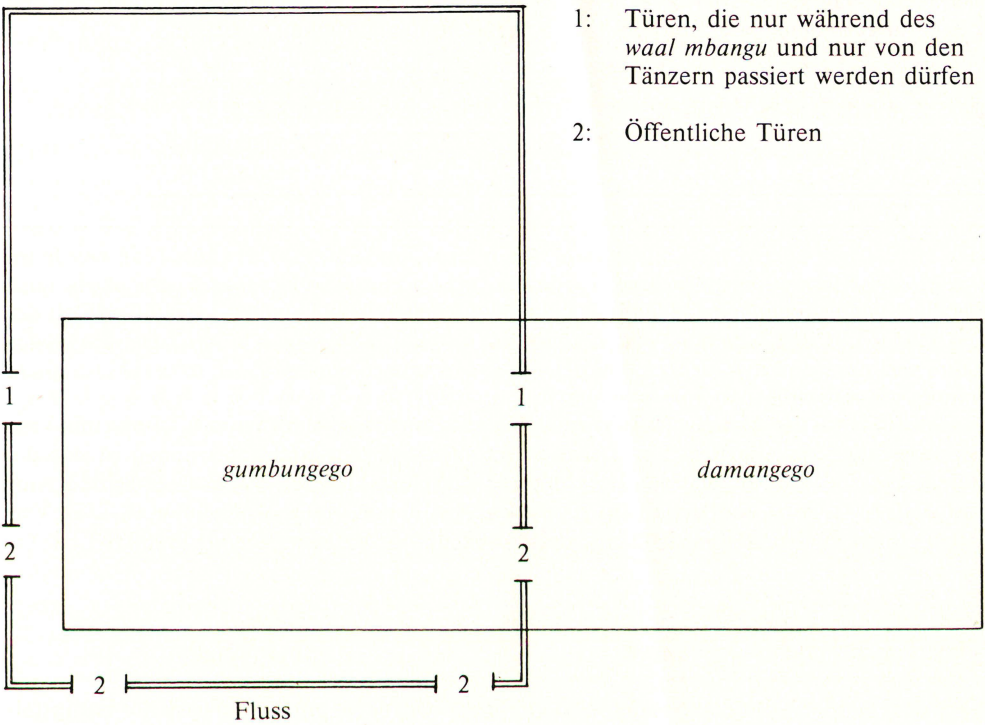 1: Türen, die nur während des
waal mbangu und nur von den
Tänzern passiert werden dürfen
2: Öffentliche Türen
1 1
gumbungego damangego
2 2
2 2
Fluss